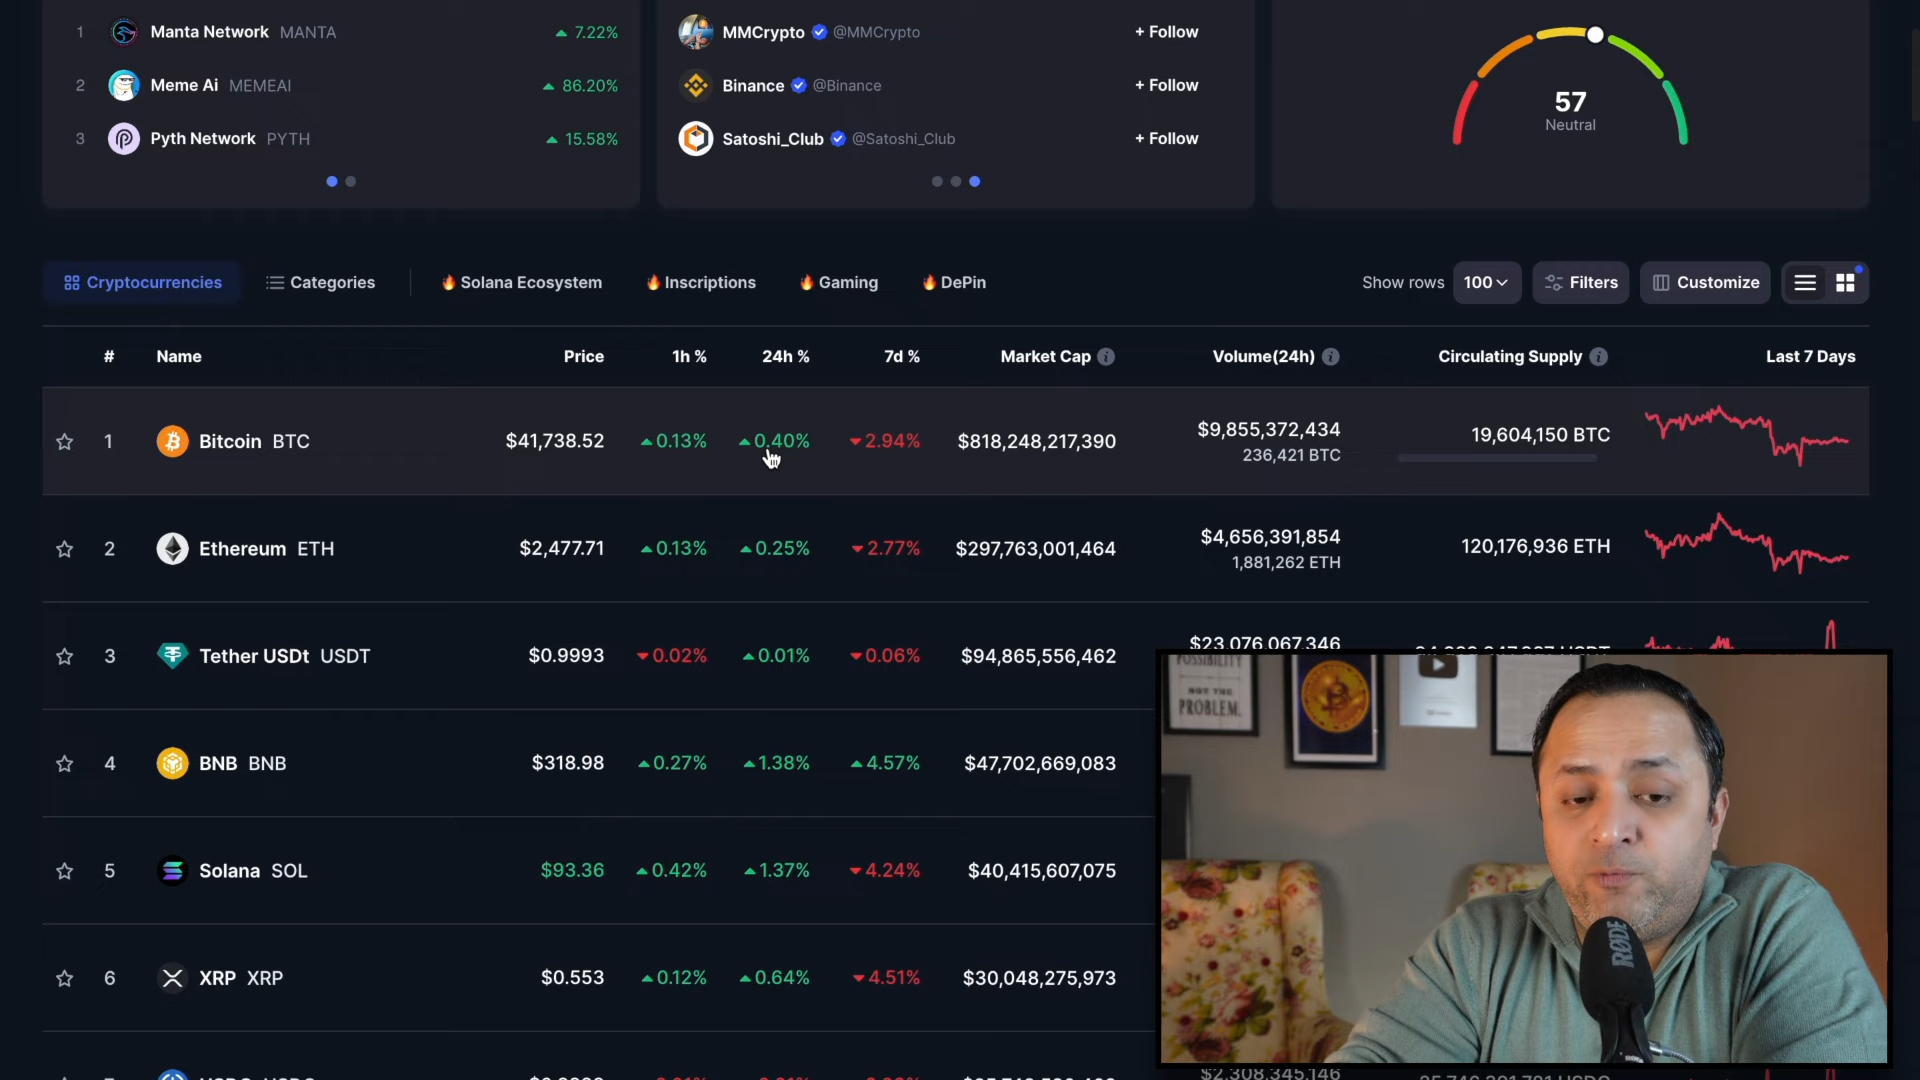 1 Manta Network MANTA 7.22%
2 Meme Ai MEMEAI 86.20%
3 Pyth Network PYTH 15.58%
MMCrypto @MMCrypto + Follow
Binance @Binance + Follow
Satoshi_Club @Satoshi_Club + Follow
57
Neutral
Cryptocurrencies Categories Solana Ecosystem Inscriptions Gaming DePin Show rows 100 Filters Customize
# Name Price 1h % 24h % 7d % Market Cap Volume(24h) Circulating Supply Last 7 Days
1 Bitcoin BTC $41,738.52 0.13% 0.40% 2.94% $818,248,217,390 $9,855,372,434 19,604,150 BTC
236,421 BTC
2 Ethereum ETH $2,477.71 0.13% 0.25% 2.77% $297,763,001,464 $4,656,391,854 120,176,936 ETH
1,881,262 ETH
3 Tether USDt USDT $0.9993 0.02% 0.01% 0.06% $94,865,556,462 $23,076,067,346
4 BNB BNB $318.98 0.27% 1.38% 4.57% $47,702,669,083
5 Solana SOL $93.36 0.42% 1.37% 4.24% $40,415,607,075
6 XRP XRP $0.553 0.12% 0.64% 4.51% $30,048,275,973
$2,308,345,146
POSSIBILITY
NOT THE
PROBLEM.
RØDE